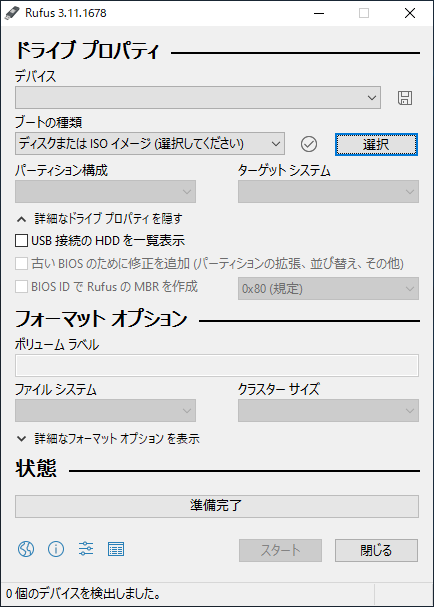 Rufus 3.11.1678
ドライブ プロパティ
デバイス
ブートの種類
ディスクまたは ISO イメージ (選択してください)
選択
パーティション構成
ターゲット システム
詳細なドライブ プロパティを隠す
USB 接続の HDD を一覧表示
古い BIOS のために修正を追加 (パーティションの拡張、並び替え、その他)
BIOS ID で Rufus の MBR を作成
0x80 (規定)
フォーマット オプション
ボリューム ラベル
ファイル システム
クラスター サイズ
詳細なフォーマット オプションを表示
状態
準備完了
スタート
閉じる
0 個のデバイスを検出しました。